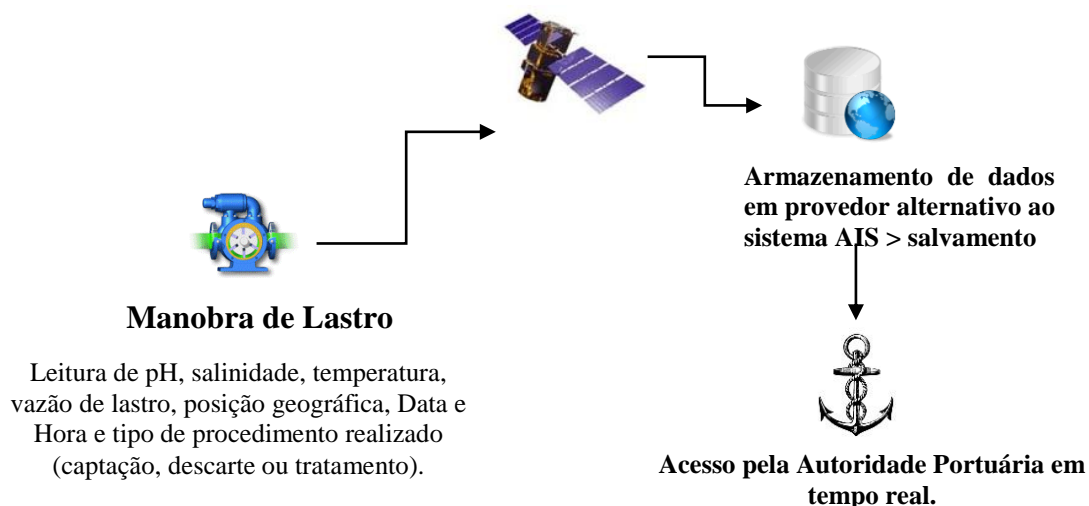 Manobra de Lastro
Leitura de pH, salinidade, temperatura,
vazão de lastro, posição geográfica, Data e
Hora e tipo de procedimento realizado
(captação, descarte ou tratamento).
Armazenamento de dados
em provedor alternativo ao
sistema AIS > salvamento
Acesso pela Autoridade Portuária em
tempo real.